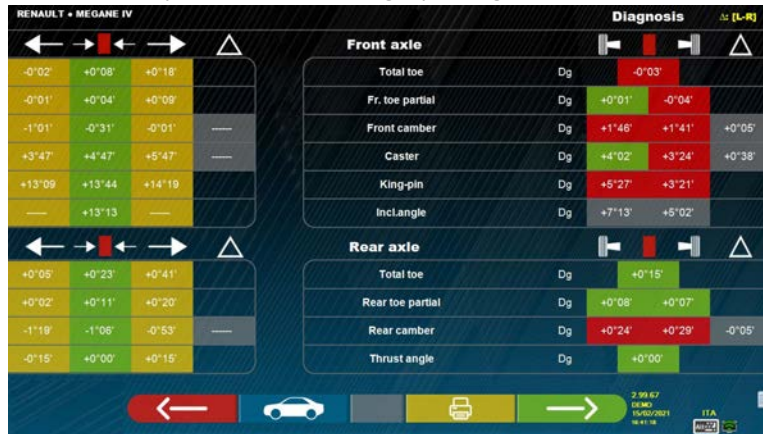 RENAULT • MEGANE IV Diagnosis Δ: [L-R]
Front axle
-0°02' +0°08' +0°18' Total toe Dg -0°03'
-0°01' +0°04' +0°09' Fr. toe partial Dg +0°01' -0°04'
-1°01' -0°31' -0°01' ----- Front camber Dg +1°46' +1°41' +0°05'
+3°47' +4°47' +5°47' ----- Caster Dg +4°02' +3°24' +0°38'
+13°09 +13°44 +14°19 King-pin Dg +5°27' +3°21'
----- +13°13 ----- Incl.angle Dg +7°13' +5°02'
Rear axle
+0°05' +0°23' +0°41' Total toe Dg +0°15'
+0°02' +0°11' +0°20' Rear toe partial Dg +0°08' +0°07'
-1°19' -1°06' -0°53' ----- Rear camber Dg +0°24' +0°29' -0°05'
-0°15' +0°00' +0°15' Thrust angle Dg +0°00'
2.99.67
DEMO
15/02/2021 ITA